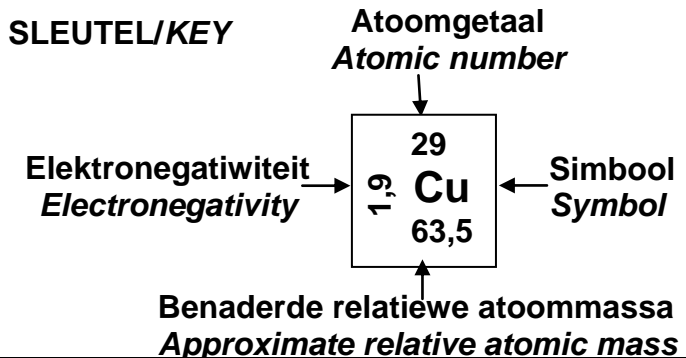 SLEUTEL/KEY
Atoomgetaal
Atomic number
29
Elektronegatiwiteit
Electronegativity
1,9
Cu
Simbool
Symbol
63,5
Benaderde relatiewe atoommassa
Approximate relative atomic mass